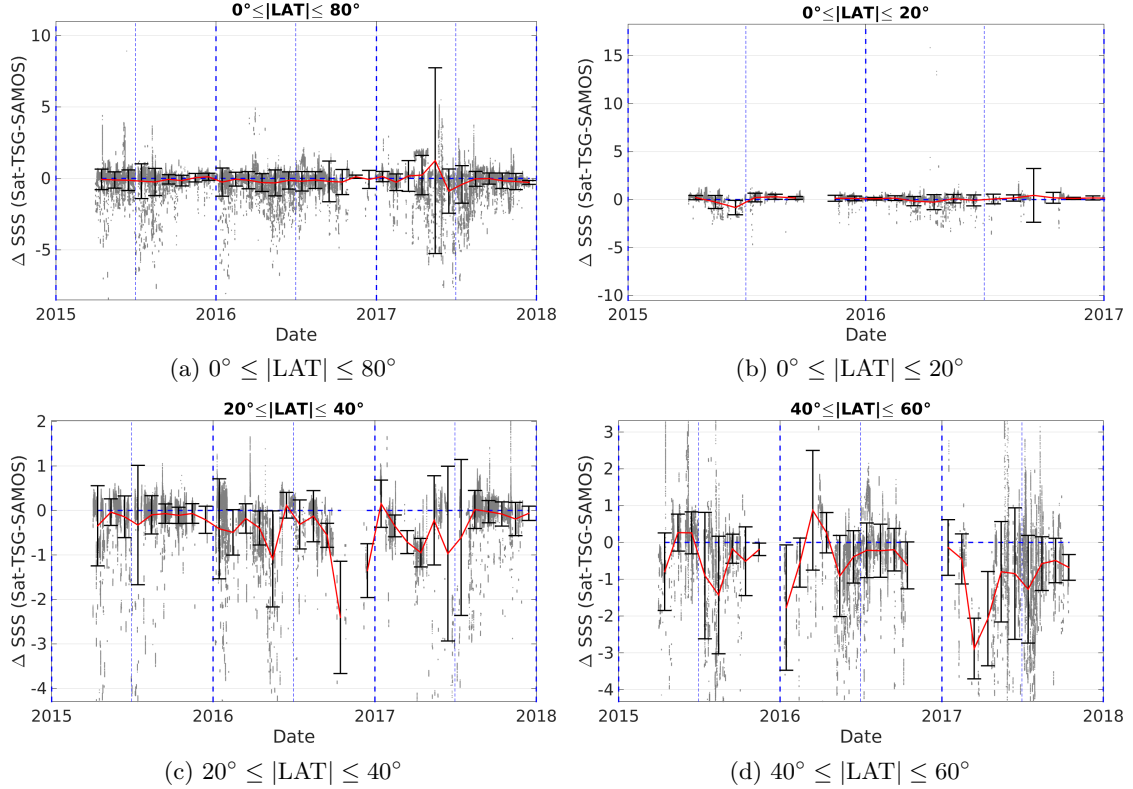 0°≤|LAT|≤ 80°
Δ SSS (Sat-TSG-SAMOS)
10
5
0
-5
2015 2016 2017 2018
Date
(a) 0° ≤ |LAT| ≤ 80°
0°≤|LAT|≤ 20°
Δ SSS (Sat-TSG-SAMOS)
15
10
5
0
-5
-10
2015 2016 2017
Date
(b) 0° ≤ |LAT| ≤ 20°
20°≤|LAT|≤ 40°
Δ SSS (Sat-TSG-SAMOS)
2
1
0
-1
-2
-3
-4
2015 2016 2017 2018
Date
(c) 20° ≤ |LAT| ≤ 40°
40°≤|LAT|≤ 60°
Δ SSS (Sat-TSG-SAMOS)
3
2
1
0
-1
-2
-3
-4
2015 2016 2017 2018
Date
(d) 40° ≤ |LAT| ≤ 60°